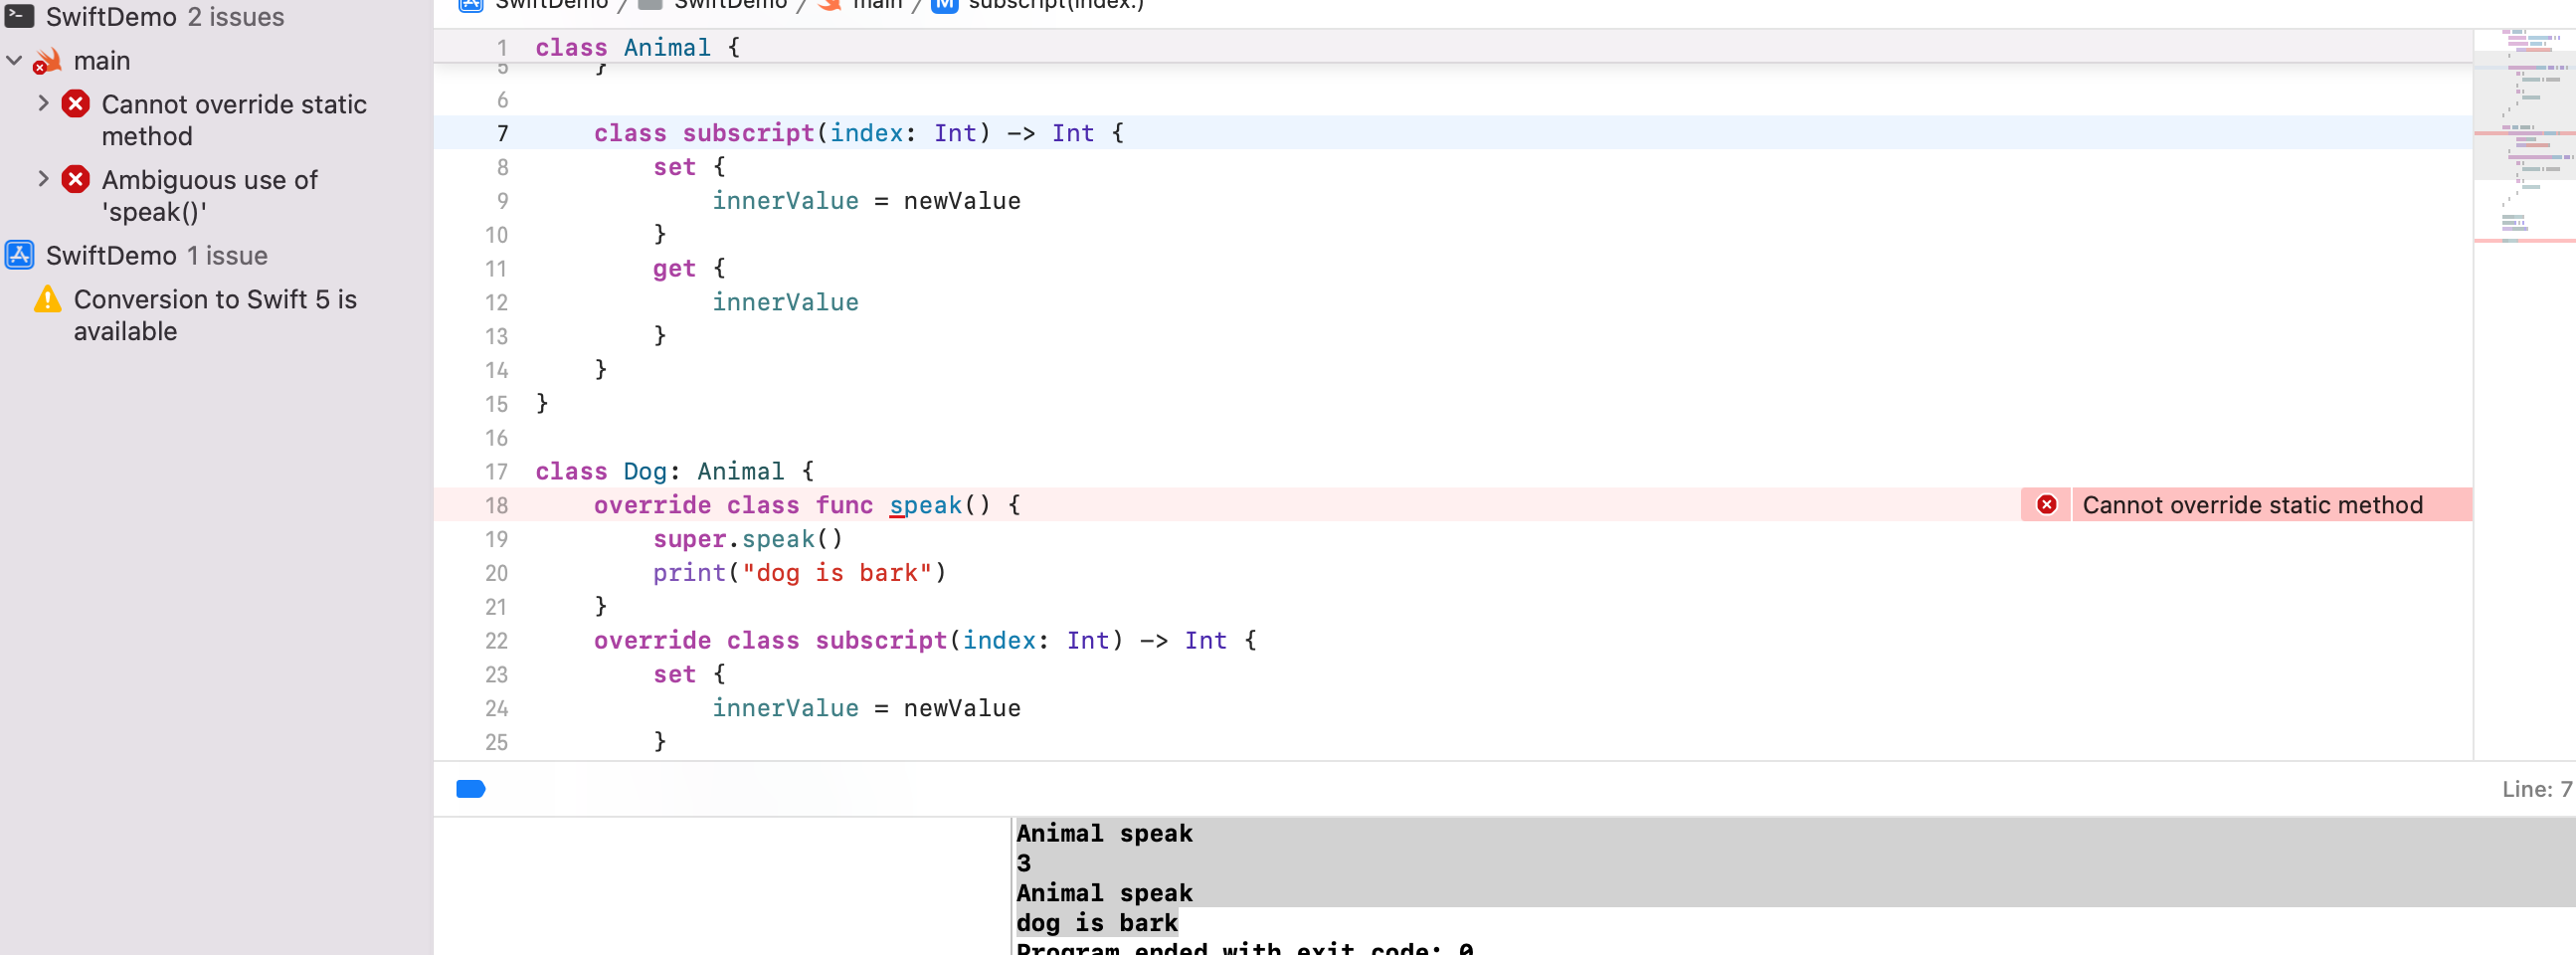 SwiftDemo 2 issues
main
Cannot override static
method
Ambiguous use of
'speak()'
SwiftDemo 1 issue
Conversion to Swift 5 is
available
SwiftDemo / SwiftDemo / main / M subscript(index:)
1 class Animal {
5 }
6
7 class subscript(index: Int) -> Int {
8 set {
9 innerValue = newValue
10 }
11 get {
12 innerValue
13 }
14 }
15 }
16
17 class Dog: Animal {
18 override class func speak() { Cannot override static method
19 super.speak()
20 print("dog is bark")
21 }
22 override class subscript(index: Int) -> Int {
23 set {
24 innerValue = newValue
25 }
Line: 7
Animal speak
3
Animal speak
dog is bark
Program ended with exit code: 0